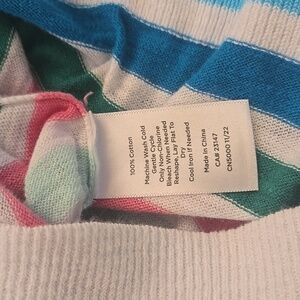 100% Cotton
Machine Wash Cold
Gentle Cycle
Only Non-Chlorine
Bleach When Needed
Reshape, Lay Flat To
Dry
Cool Iron If Needed
Made In China
CA# 23147
CN5000 11/22